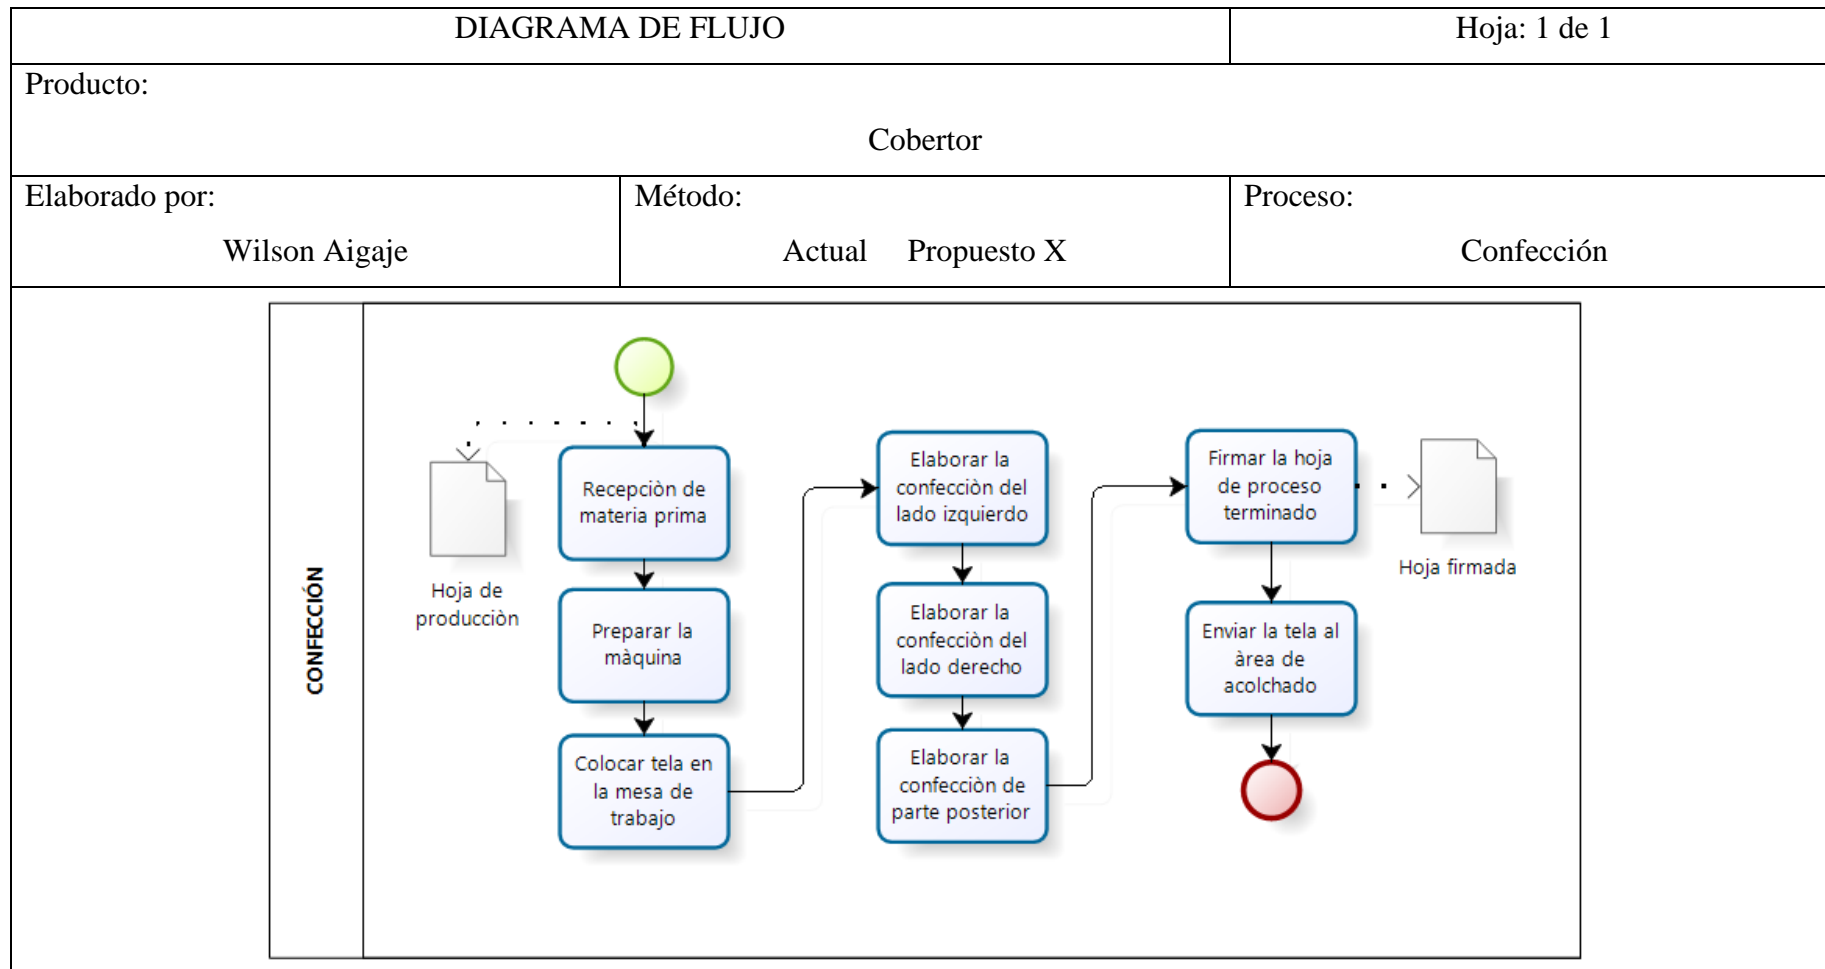 DIAGRAMA DE FLUJO
Hoja: 1 de 1
Producto:
Cobertor
Elaborado por:
Wilson Aigaje
Método:
Actual Propuesto X
Proceso:
Confección
CONFECCIÓN
Hoja de
producciòn
Recepciòn de
materia prima
Preparar la
màquina
Colocar tela en
la mesa de
trabajo
Elaborar la
confecciòn del
lado izquierdo
Elaborar la
confecciòn del
lado derecho
Elaborar la
confecciòn de
parte posterior
Firmar la hoja
de proceso
terminado
Hoja firmada
Enviar la tela al
àrea de
acolchado